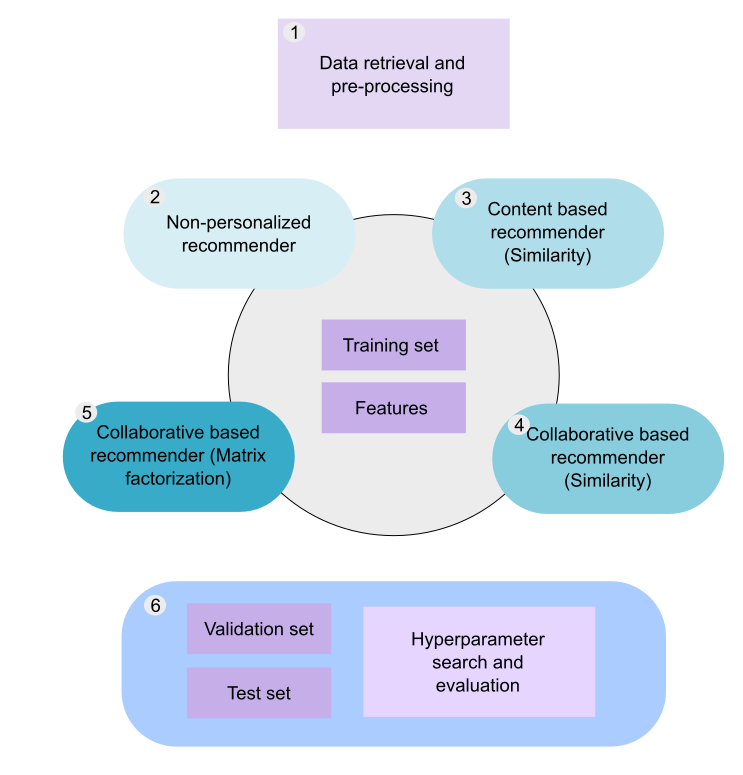 1
Data retrieval and
pre-processing
2
Non-personalized
recommender
3
Content based
recommender
(Similarity)
Training set
Features
5
Collaborative based
recommender (Matrix
factorization)
4
Collaborative based
recommender
(Similarity)
6
Validation set
Test set
Hyperparameter
search and
evaluation